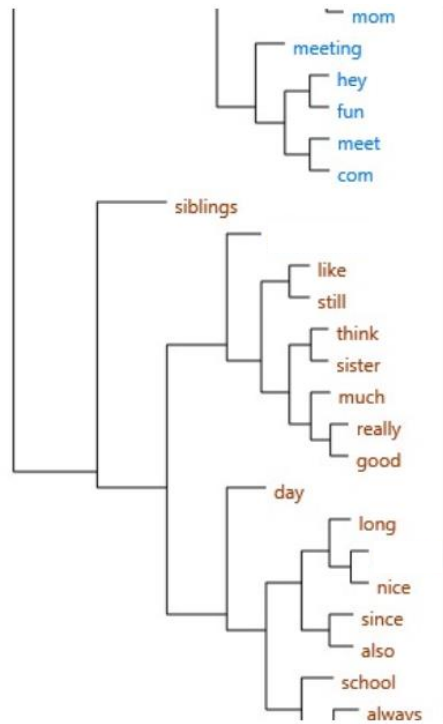 mom
meeting
hey
fun
meet
com
siblings
like
still
think
sister
much
really
good
day
long
nice
since
also
school
always